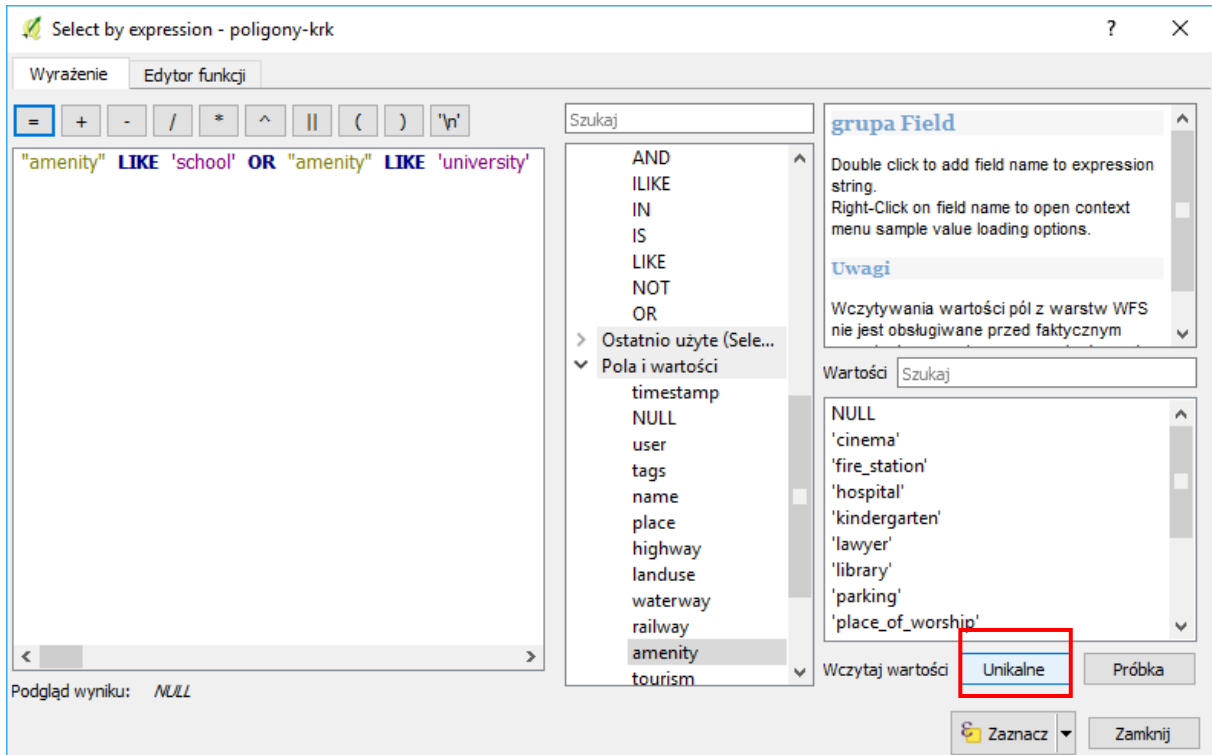 Select by expression - poligony-krk
?
Wyrażenie
Edytor funkcji
= + - / * ^ || ( ) '\n'
"amenity" LIKE 'school' OR "amenity" LIKE 'university'
Podgląd wyniku: NULL
Szukaj
AND
ILIKE
IN
IS
LIKE
NOT
OR
Ostatnio użyte (Sele...
Pola i wartości
timestamp
NULL
user
tags
name
place
highway
landuse
waterway
railway
amenity
tourism
grupa Field
Double click to add field name to expression
string.
Right-Click on field name to open context
menu sample value loading options.
Uwagi
Wczytywania wartości pól z warstw WFS
nie jest obsługiwane przed faktycznym
Wartości Szukaj
NULL
'cinema'
'fire_station'
'hospital'
'kindergarten'
'lawyer'
'library'
'parking'
'place_of_worship'
Wczytaj wartości Unikalne Próbka
Zaznacz Zamknij